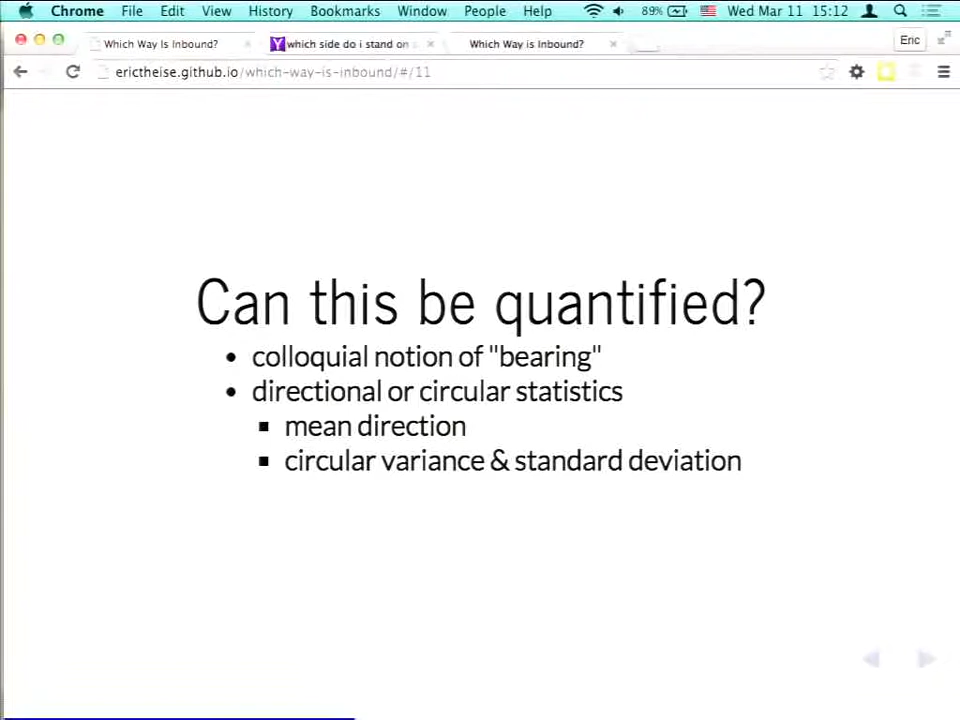 Chrome File Edit View History Bookmarks Window People Help 89% Wed Mar 11 15:12
Which Way Is Inbound? which side do i stand on Which Way is Inbound? Eric
erictheise.github.io/which-way-is-inbound/#/11
Can this be quantified?
• colloquial notion of "bearing"
• directional or circular statistics
▪ mean direction
▪ circular variance & standard deviation